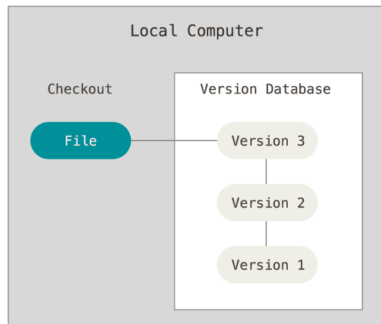 Local Computer
Checkout
Version Database
File
Version 3
Version 2
Version 1